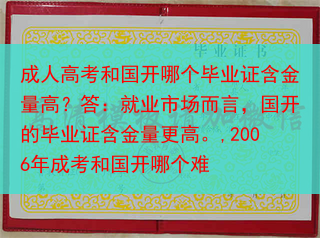 毕业证书
成人高考和国开哪个毕业证含金
量高？答：就业市场而言，国开
的毕业证含金量更高。,200
6年成考和国开哪个难